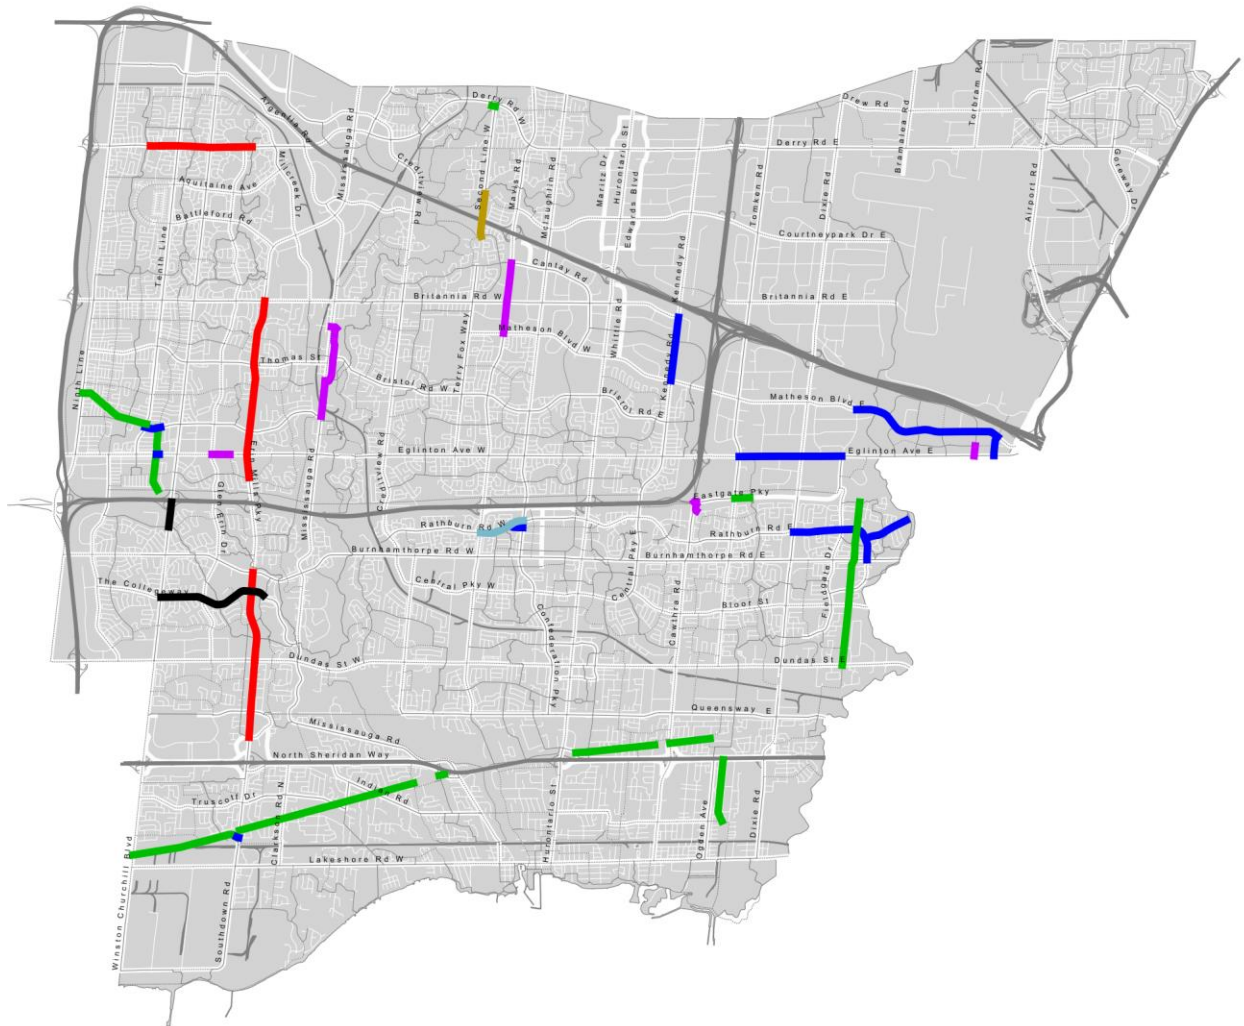 Derry Rd W
Drew Rd
Bramalea Rd
Torbram Rd
Argentia Rd
Mississauga Rd
Second Line W
Mavis Rd
Mclaughlin Rd
Maritz Dr
Hurontario St
Edwards Blvd
Derry Rd E
Tomken Rd
Dixie Rd
Airport Rd
Goreway Dr
Millcreek Dr
Creditview Rd
Aquitaine Ave
Battleford Rd
Tenth Line
Courtneypark Dr E
Kennedy Rd
Cantay Rd
Britannia Rd W
Britannia Rd E
Matheson Blvd W
Whittle Rd
Kennedy Rd
Thomas St
Terry Fox Way
Bristol Rd W
Bristol Rd
Ninth Line
Matheson Blvd E
Erin Mills Pky
Eglinton Ave W
Eglinton Ave E
Creditview Rd
Mississauga Rd
Glen Erin Dr
Eastgate Pky
Rathburn Rd W
Rathburn Rd E
Burnhamthorpe Rd W
Burnhamthorpe Rd E
Central Pky E
Fieldgate Dr
The Collegeway
Central Pky W
Bloor St
Cawthra Rd
Confederation Pky
Dundas St W
Dundas St E
Queensway E
Mississauga Rd
North Sheridan Way
Indian Rd
Truscott Dr
Clarkson Rd N
Hurontario St
Ogden Ave
Dixie Rd
Lakeshore Rd W
Winston Churchill Blvd
Southdown Rd